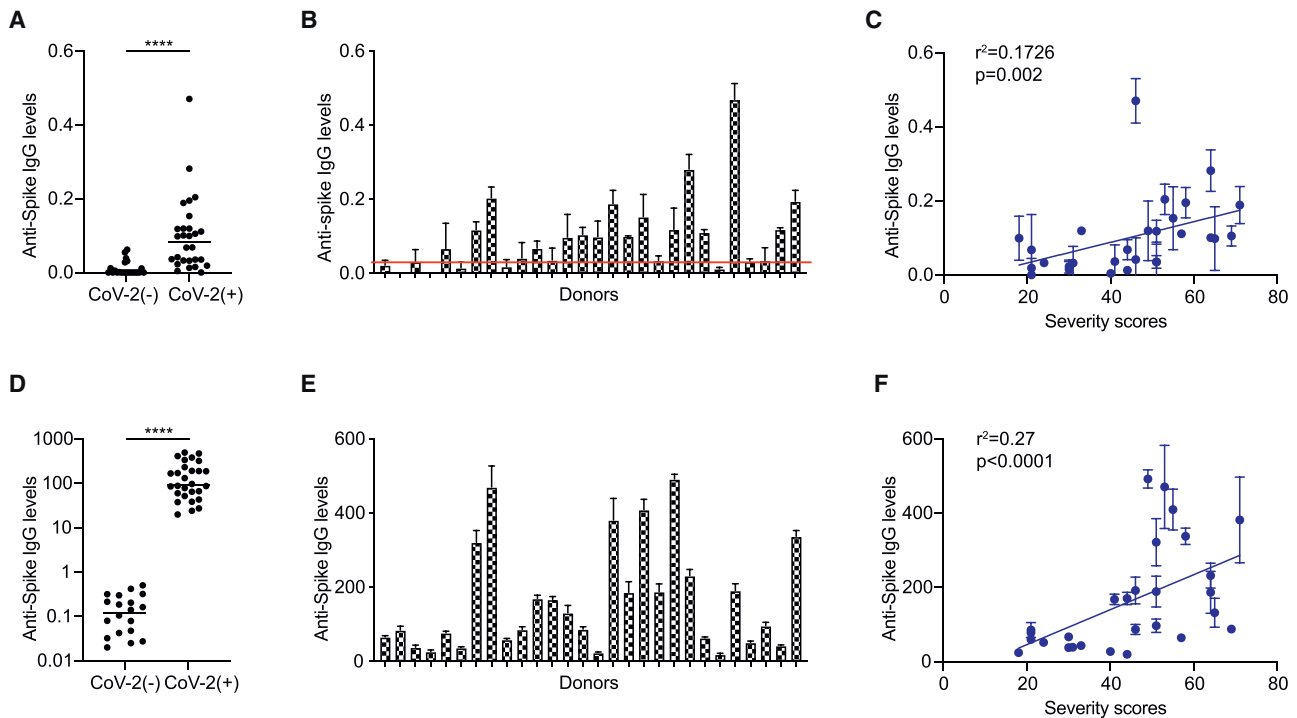 A
Anti-Spike IgG levels
0.6
0.4
0.2
0.0
****
CoV-2(-)
CoV-2(+)
B
Anti-spike IgG levels
0.6
0.4
0.2
0.0
Donors
C
Anti-Spike IgG levels
0.6
0.4
0.2
0.0
r²=0.1726
p=0.002
0
20
40
60
80
Severity scores
D
Anti-Spike IgG levels
1000
100
10
1
0.1
0.01
****
CoV-2(-)
CoV-2(+)
E
Anti-Spike IgG levels
600
400
200
0
Donors
F
Anti-Spike IgG levels
600
400
200
0
r²=0.27
p<0.0001
0
20
40
60
80
Severity scores